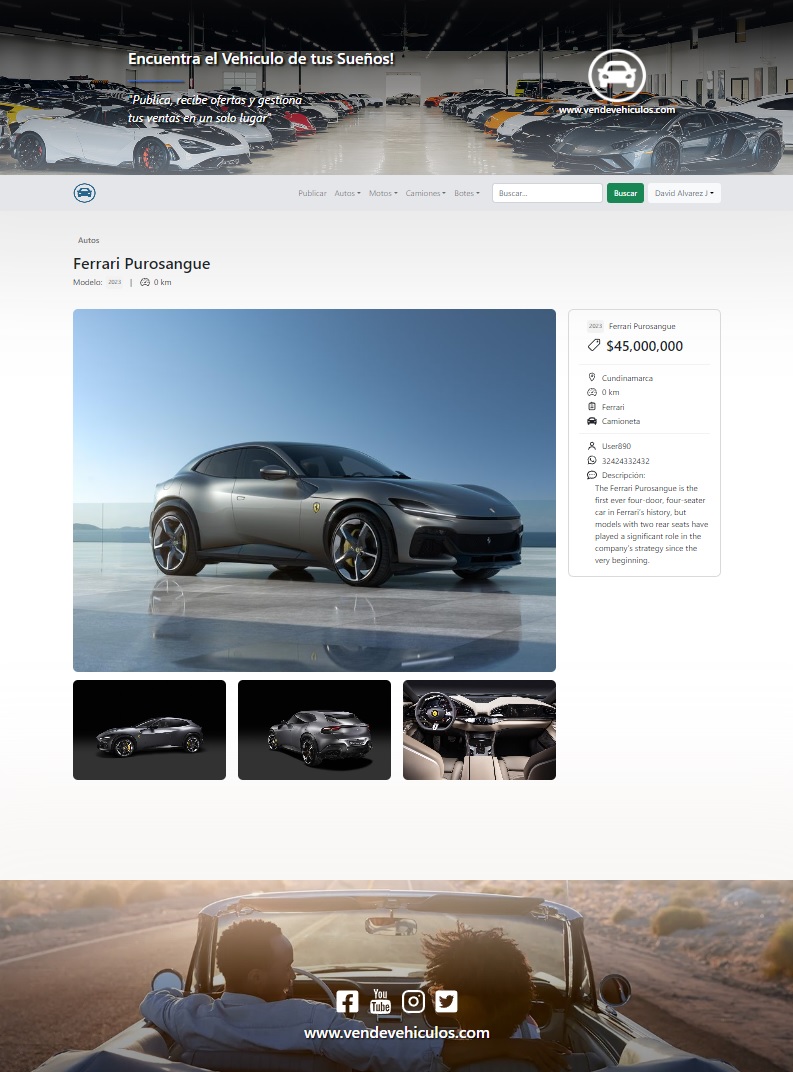 Encuentra el Vehiculo de tus Sueños!
"Publica, recibe ofertas y gestiona
tus ventas en un solo lugar"
www.vendevehiculos.com
Publicar Autos Motos Camiones Botes Buscar... Buscar David Alvarez J
Autos
Ferrari Purosangue
Modelo: 2023 | 0 km
2023 Ferrari Purosangue
$45,000,000
Cundinamarca
0 km
Ferrari
Camioneta
User890
32424332432
Descripción:
The Ferrari Purosangue is the
first ever four-door, four-seater
car in Ferrari's history, but
models with two rear seats have
played a significant role in the
company's strategy since the
very beginning.
You
Tube
www.vendevehiculos.com